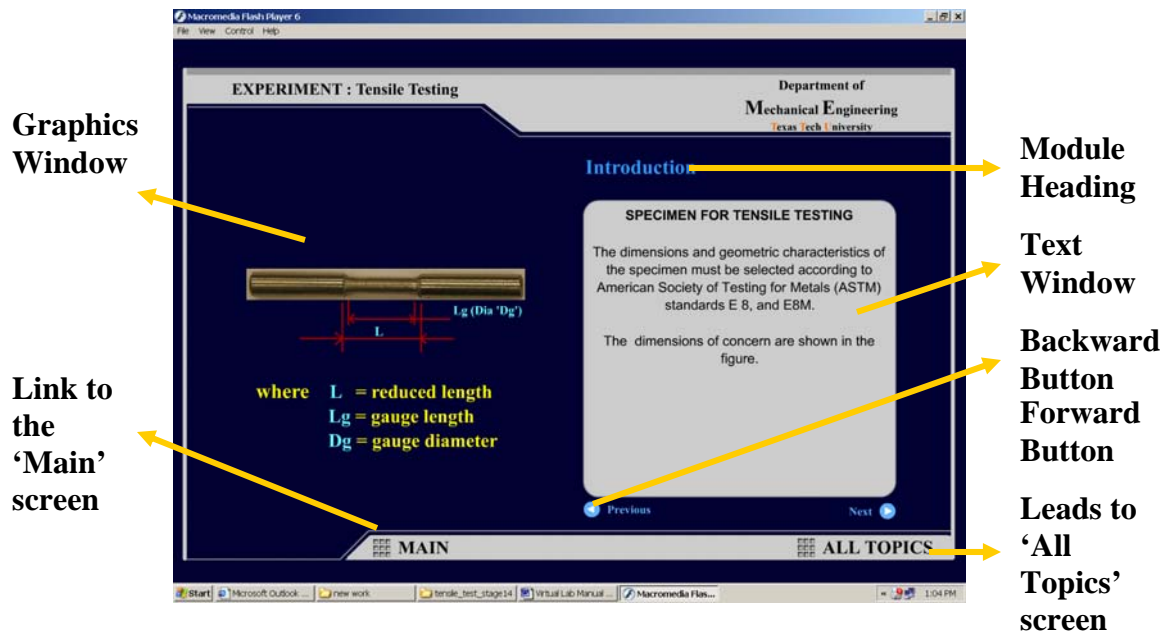 Macromedia Flash Player 6
File View Control Help
EXPERIMENT : Tensile Testing
Department of
Mechanical Engineering
Texas Tech University
Graphics
Window
Introduction
Module
Heading
SPECIMEN FOR TENSILE TESTING
The dimensions and geometric characteristics of
the specimen must be selected according to
American Society of Testing for Metals (ASTM)
standards E 8, and E8M.
The dimensions of concern are shown in the
figure.
Text
Window
Lg (Dia 'Dg')
L
where L = reduced length
Lg = gauge length
Dg = gauge diameter
Backward
Button
Forward
Button
Link to
the
‘Main’
screen
Previous
Next
MAIN
ALL TOPICS
Leads to
‘All
Topics’
screen
Start Microsoft Outlook ... new work tensile_test_stage14 Virtual Lab Manual ... Macromedia Flas... 1:04 PM